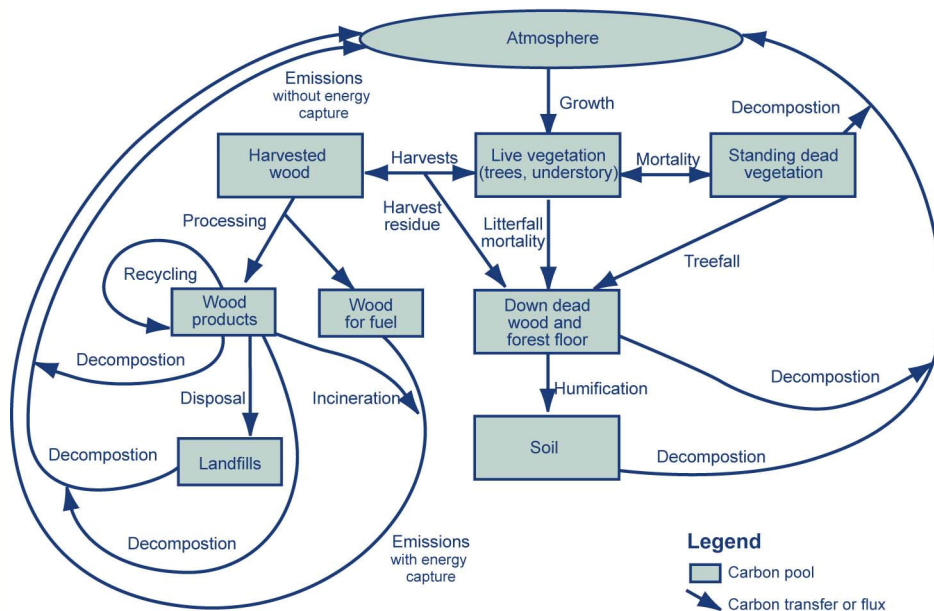 Atmosphere
Emissions
without energy
capture
Growth
Decompostion
Harvested
wood
Harvests
Live vegetation
(trees, understory)
Mortality
Standing dead
vegetation
Processing
Harvest
residue
Litterfall
mortality
Treefall
Recycling
Wood
products
Wood
for fuel
Down dead
wood and
forest floor
Decompostion
Disposal
Incineration
Humification
Decompostion
Decompostion
Landfills
Soil
Decompostion
Decompostion
Emissions
with energy
capture
Legend
Carbon pool
Carbon transfer or flux